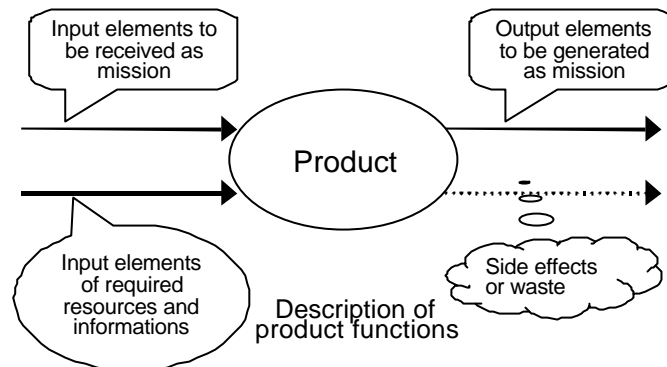 Input elements to
be received as
mission
Output elements
to be generated
as mission
Product
Input elements
of required
resources and
informations
Side effects
or waste
Description of
product functions